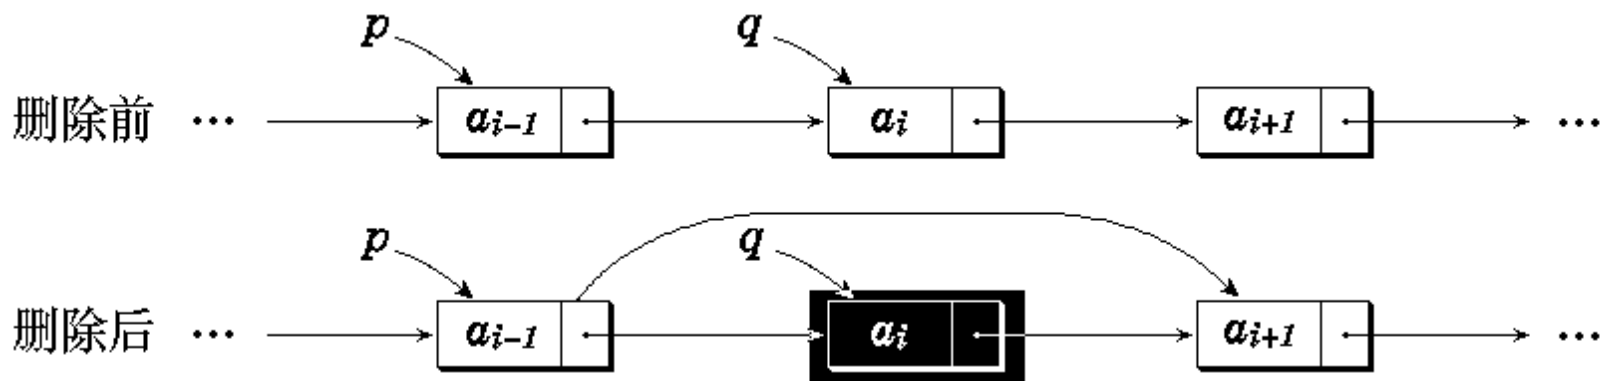 p q
删除前 ··· a_{i-1} a_i a_{i+1} ···
p q
删除后 ··· a_{i-1} a_i a_{i+1} ···